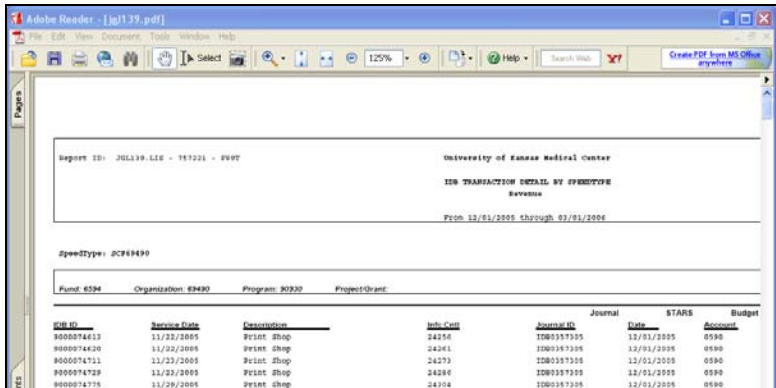 Adobe Reader - [jgl139.pdf]
File Edit View Document Tools Window Help
Select 125% Help Search Web Y! Create PDF from MS Office anywhere
Pages
Report ID: JGL139.LIS - 757221 - PROT University of Kansas Medical Center
IDB TRANSACTION DETAIL BY SPEEDTYPE
Revenue
From 12/01/2005 through 03/01/2006
SpeedType: SCP69490
Fund: 6594 Organization: 69490 Program: 90930 Project/Grant:
Journal STARS Budget
IDB ID Service Date Description Info Cntl Journal ID Date Account
9000074613 11/22/2005 Print Shop 24256 IDB0357305 12/01/2005 0590
9000074620 11/22/2005 Print Shop 24261 IDB0357305 12/01/2005 0590
9000074711 11/23/2005 Print Shop 24273 IDB0357305 12/01/2005 0590
9000074729 11/23/2005 Print Shop 24286 IDB0357305 12/01/2005 0590
9000074775 11/29/2005 Print Shop 24304 IDB0357305 12/01/2005 0590